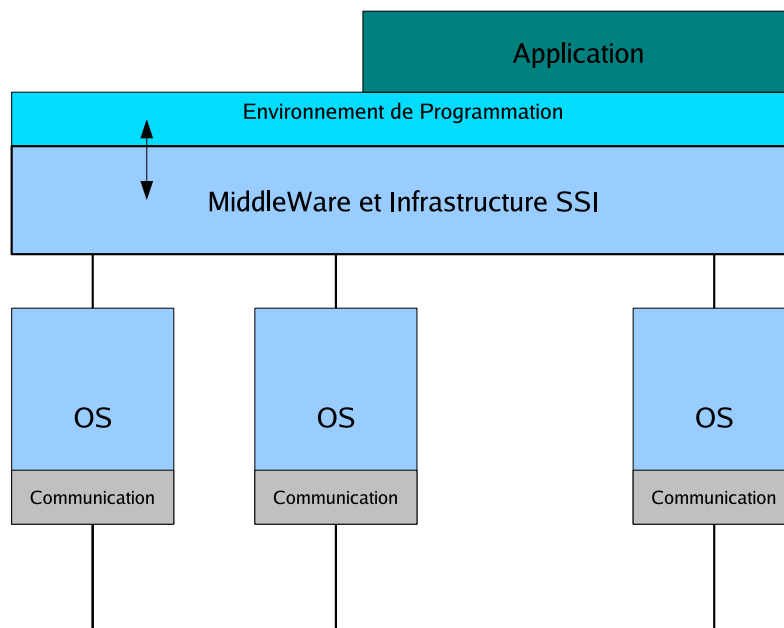 Application
Environnement de Programmation
MiddleWare et Infrastructure SSI
OS
OS
OS
Communication
Communication
Communication